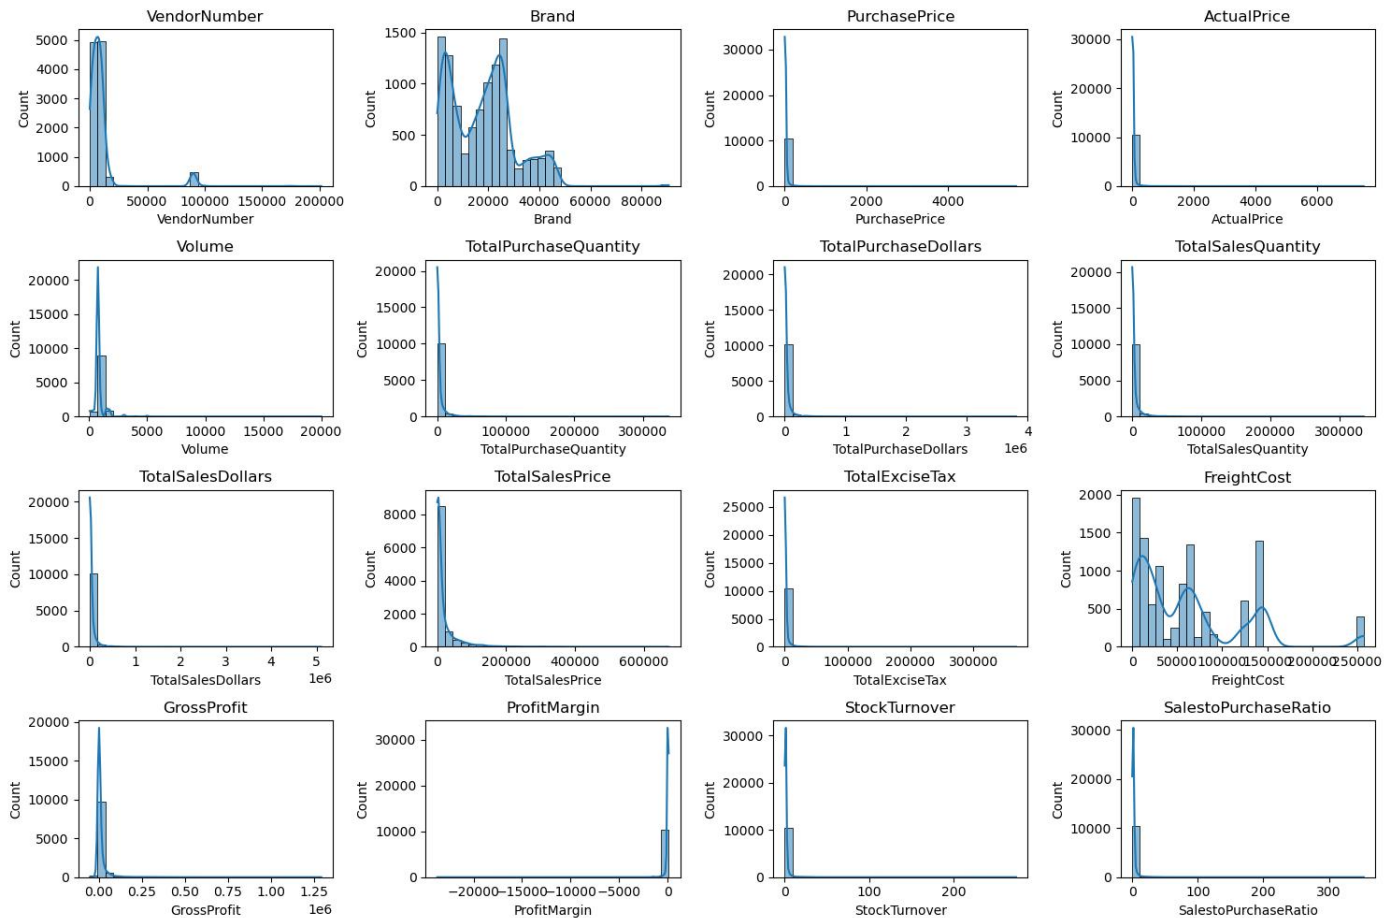 VendorNumber
5000
4000
3000
2000
1000
0
Count
0 50000 100000 150000 200000
VendorNumber
Brand
1500
1000
500
0
Count
0 20000 40000 60000 80000
Brand
PurchasePrice
30000
20000
10000
0
Count
0 2000 4000
PurchasePrice
ActualPrice
30000
20000
10000
0
Count
0 2000 4000 6000
ActualPrice
Volume
20000
15000
10000
5000
0
Count
0 5000 10000 15000 20000
Volume
TotalPurchaseQuantity
20000
15000
10000
5000
0
Count
0 100000 200000 300000
TotalPurchaseQuantity
TotalPurchaseDollars
20000
15000
10000
5000
0
Count
0 1 2 3 4
1e6
TotalPurchaseDollars
TotalSalesQuantity
20000
15000
10000
5000
0
Count
0 100000 200000 300000
TotalSalesQuantity
TotalSalesDollars
20000
15000
10000
5000
0
Count
0 1 2 3 4 5
1e6
TotalSalesDollars
TotalSalesPrice
8000
6000
4000
2000
0
Count
0 200000 400000 600000
TotalSalesPrice
TotalExciseTax
25000
20000
15000
10000
5000
0
Count
0 100000 200000 300000
TotalExciseTax
FreightCost
2000
1500
1000
500
0
Count
0 50000 100000 150000 200000 250000
FreightCost
GrossProfit
20000
15000
10000
5000
0
Count
0.00 0.25 0.50 0.75 1.00 1.25
1e6
GrossProfit
ProfitMargin
30000
20000
10000
0
Count
−20000 −15000 −10000 −5000 0
ProfitMargin
StockTurnover
30000
20000
10000
0
Count
0 100 200
StockTurnover
SalestoPurchaseRatio
30000
20000
10000
0
Count
0 100 200 300
SalestoPurchaseRatio